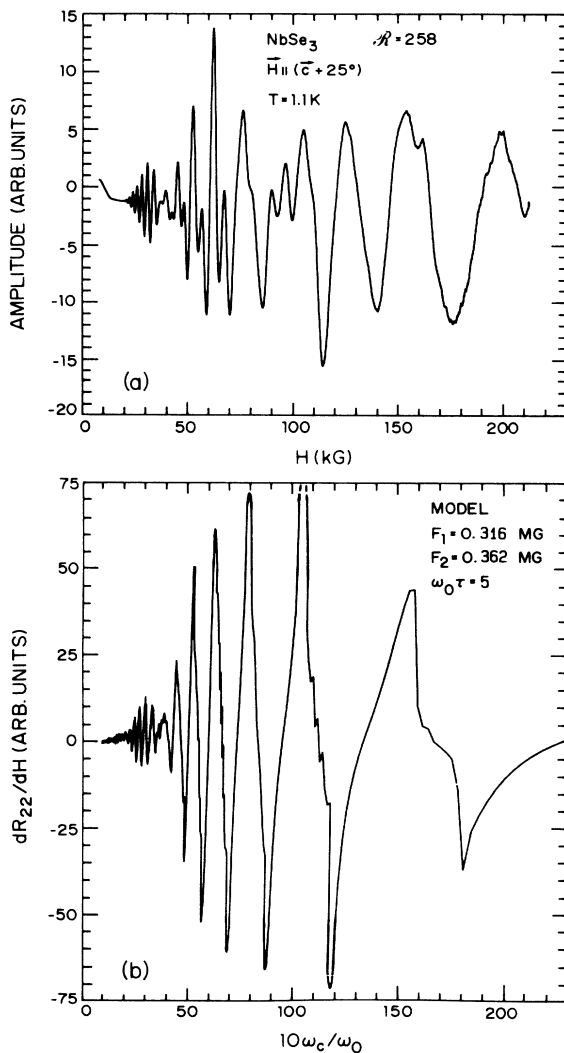 15
10
5
0
-5
-10
-15
-20
AMPLITUDE (ARB.UNITS)
NbSe₃ ℛ=258
H⃗ ıı (c⃗ +25°)
T=1.1K
(a)
0 50 100 150 200
H (kG)
75
50
25
0
-25
-50
-75
dR₂₂/dH (ARB.UNITS)
MODEL
F₁=0.316 MG
F₂=0.362 MG
ω₀τ=5
(b)
0 50 100 150 200
10ω_c/ω₀